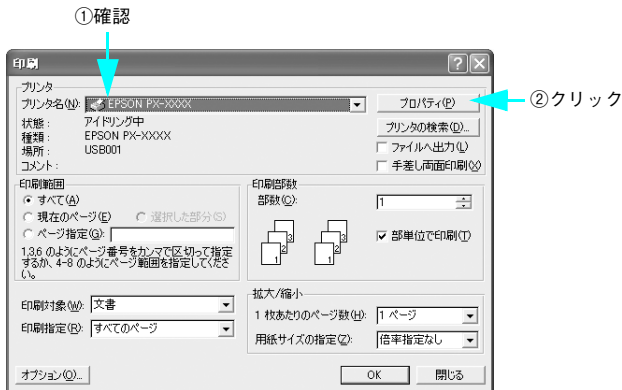 ①確認
印刷
プリンタ
プリンタ名(N): EPSON PX-XXXX
プロパティ(P)
②クリック
状態： アイドリング中
種類： EPSON PX-XXXX
場所： USB001
コメント：
プリンタの検索(D)...
ファイルへ出力(L)
手差し両面印刷(X)
印刷範囲
すべて(A)
現在のページ(E) 選択した部分(S)
ページ指定(G):
1,3,6 のようにページ番号をカンマで区切って指定
するか、4-8 のようにページ範囲を指定してくださ
い。
印刷部数
部数(C): 1
3
2
1
3
2
1
部単位で印刷(T)
印刷対象(W): 文書
印刷指定(R): すべてのページ
拡大/縮小
1 枚あたりのページ数(H): 1 ページ
用紙サイズの指定(Z): 倍率指定なし
オプション(O)...
OK
閉じる